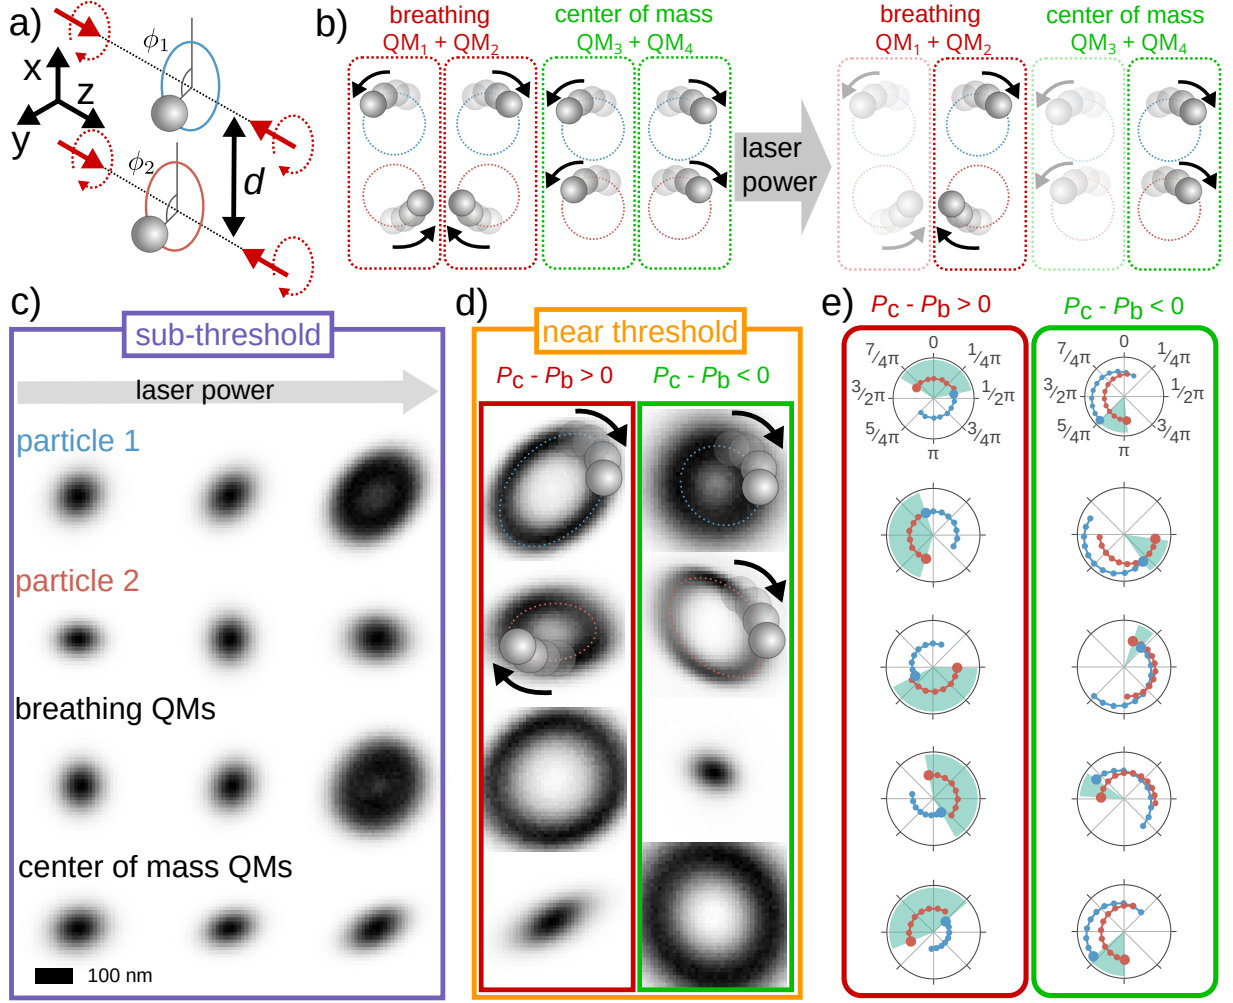 a)
ϕ1
x
z
y
ϕ2
d
b)
breathing
QM1 + QM2
center of mass
QM3 + QM4
laser
power
breathing
QM1 + QM2
center of mass
QM3 + QM4
c)
sub-threshold
laser power
particle 1
particle 2
breathing QMs
center of mass QMs
100 nm
d)
near threshold
Pc - Pb > 0
Pc - Pb < 0
e)
Pc - Pb > 0
Pc - Pb < 0
0
7/4π
1/4π
3/2π
1/2π
5/4π
3/4π
π
0
7/4π
1/4π
3/2π
1/2π
5/4π
3/4π
π